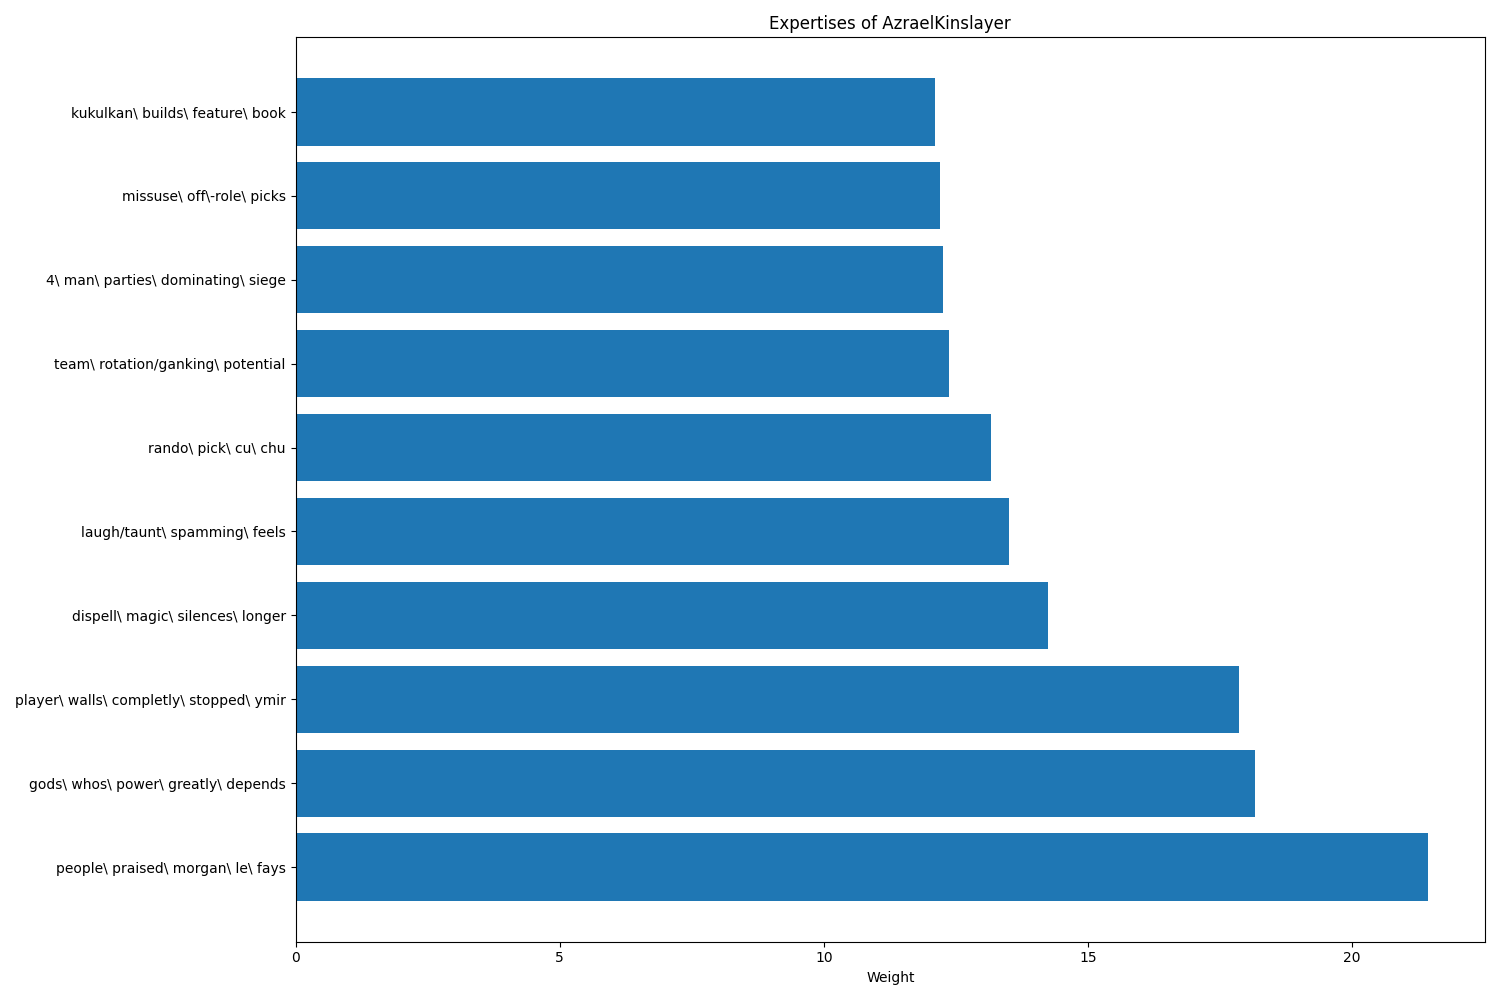 Expertises of AzraelKinslayer
kukulkan\ builds\ feature\ book
missuse\ off\-role\ picks
4\ man\ parties\ dominating\ siege
team\ rotation/ganking\ potential
rando\ pick\ cu\ chu
laugh/taunt\ spamming\ feels
dispell\ magic\ silences\ longer
player\ walls\ completly\ stopped\ ymir
gods\ whos\ power\ greatly\ depends
people\ praised\ morgan\ le\ fays
0 5 10 15 20
Weight